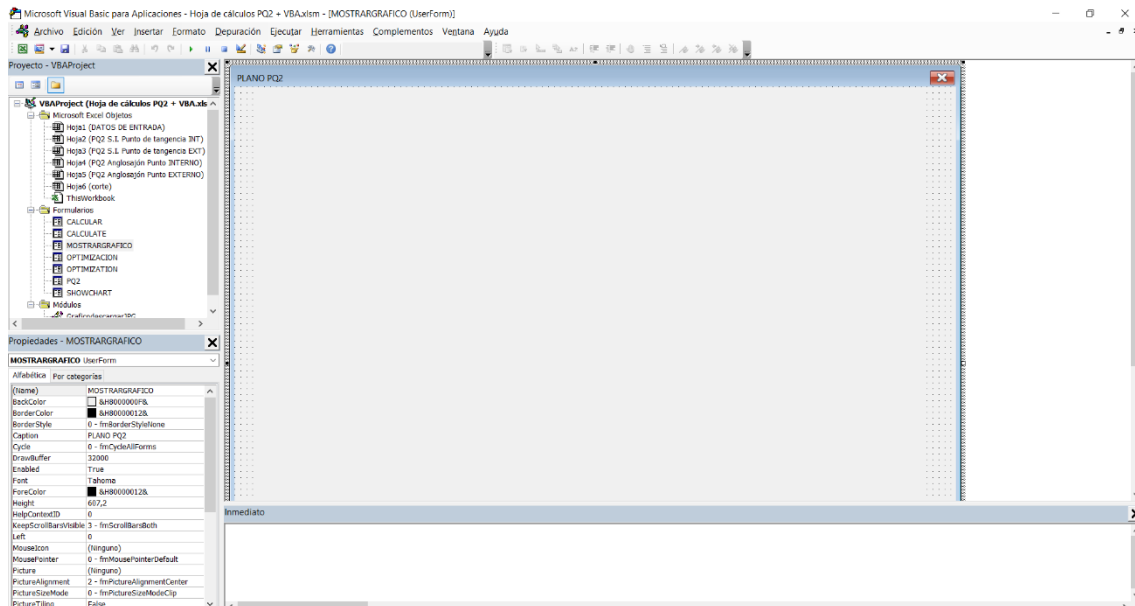 Microsoft Visual Basic para Aplicaciones - Hoja de cálculos PQ2 + VBA.xlsm - [MOSTRARGRAFICO (UserForm)]
Archivo Edición Ver Insertar Formato Depuración Ejecutar Herramientas Complementos Ventana Ayuda
Proyecto - VBAProject
VBAProject (Hoja de cálculos PQ2 + VBA.xls
Microsoft Excel Objetos
Hoja1 (DATOS DE ENTRADA)
Hoja2 (PQ2 S.I. Punto de tangencia INT)
Hoja3 (PQ2 S.I. Punto de tangencia EXT)
Hoja4 (PQ2 Anglosajón Punto INTERNO)
Hoja5 (PQ2 Anglosajón Punto EXTERNO)
Hoja6 (corte)
ThisWorkbook
Formularios
CALCULAR
CALCULATE
MOSTRARGRAFICO
OPTIMIZACION
OPTIMIZATION
PQ2
SHOWCHART
Módulos
GraficodescargarJPG
Propiedades - MOSTRARGRAFICO
MOSTRARGRAFICO UserForm
Alfabética Por categorías
(Name) MOSTRARGRAFICO
BackColor &H8000000F&
BorderColor &H80000012&
BorderStyle 0 - fmBorderStyleNone
Caption PLANO PQ2
Cycle 0 - fmCycleAllForms
DrawBuffer 32000
Enabled True
Font Tahoma
ForeColor &H80000012&
Height 607,2
HelpContextID 0
KeepScrollBarsVisible 3 - fmScrollBarsBoth
Left 0
MouseIcon (Ninguno)
MousePointer 0 - fmMousePointerDefault
Picture (Ninguno)
PictureAlignment 2 - fmPictureAlignmentCenter
PictureSizeMode 0 - fmPictureSizeModeClip
PictureTiling False
PLANO PQ2
Inmediato